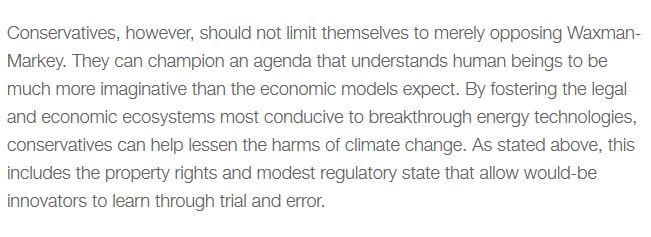 Conservatives, however, should not limit themselves to merely opposing Waxman-
Markey. They can champion an agenda that understands human beings to be
much more imaginative than the economic models expect. By fostering the legal
and economic ecosystems most conducive to breakthrough energy technologies,
conservatives can help lessen the harms of climate change. As stated above, this
includes the property rights and modest regulatory state that allow would-be
innovators to learn through trial and error.